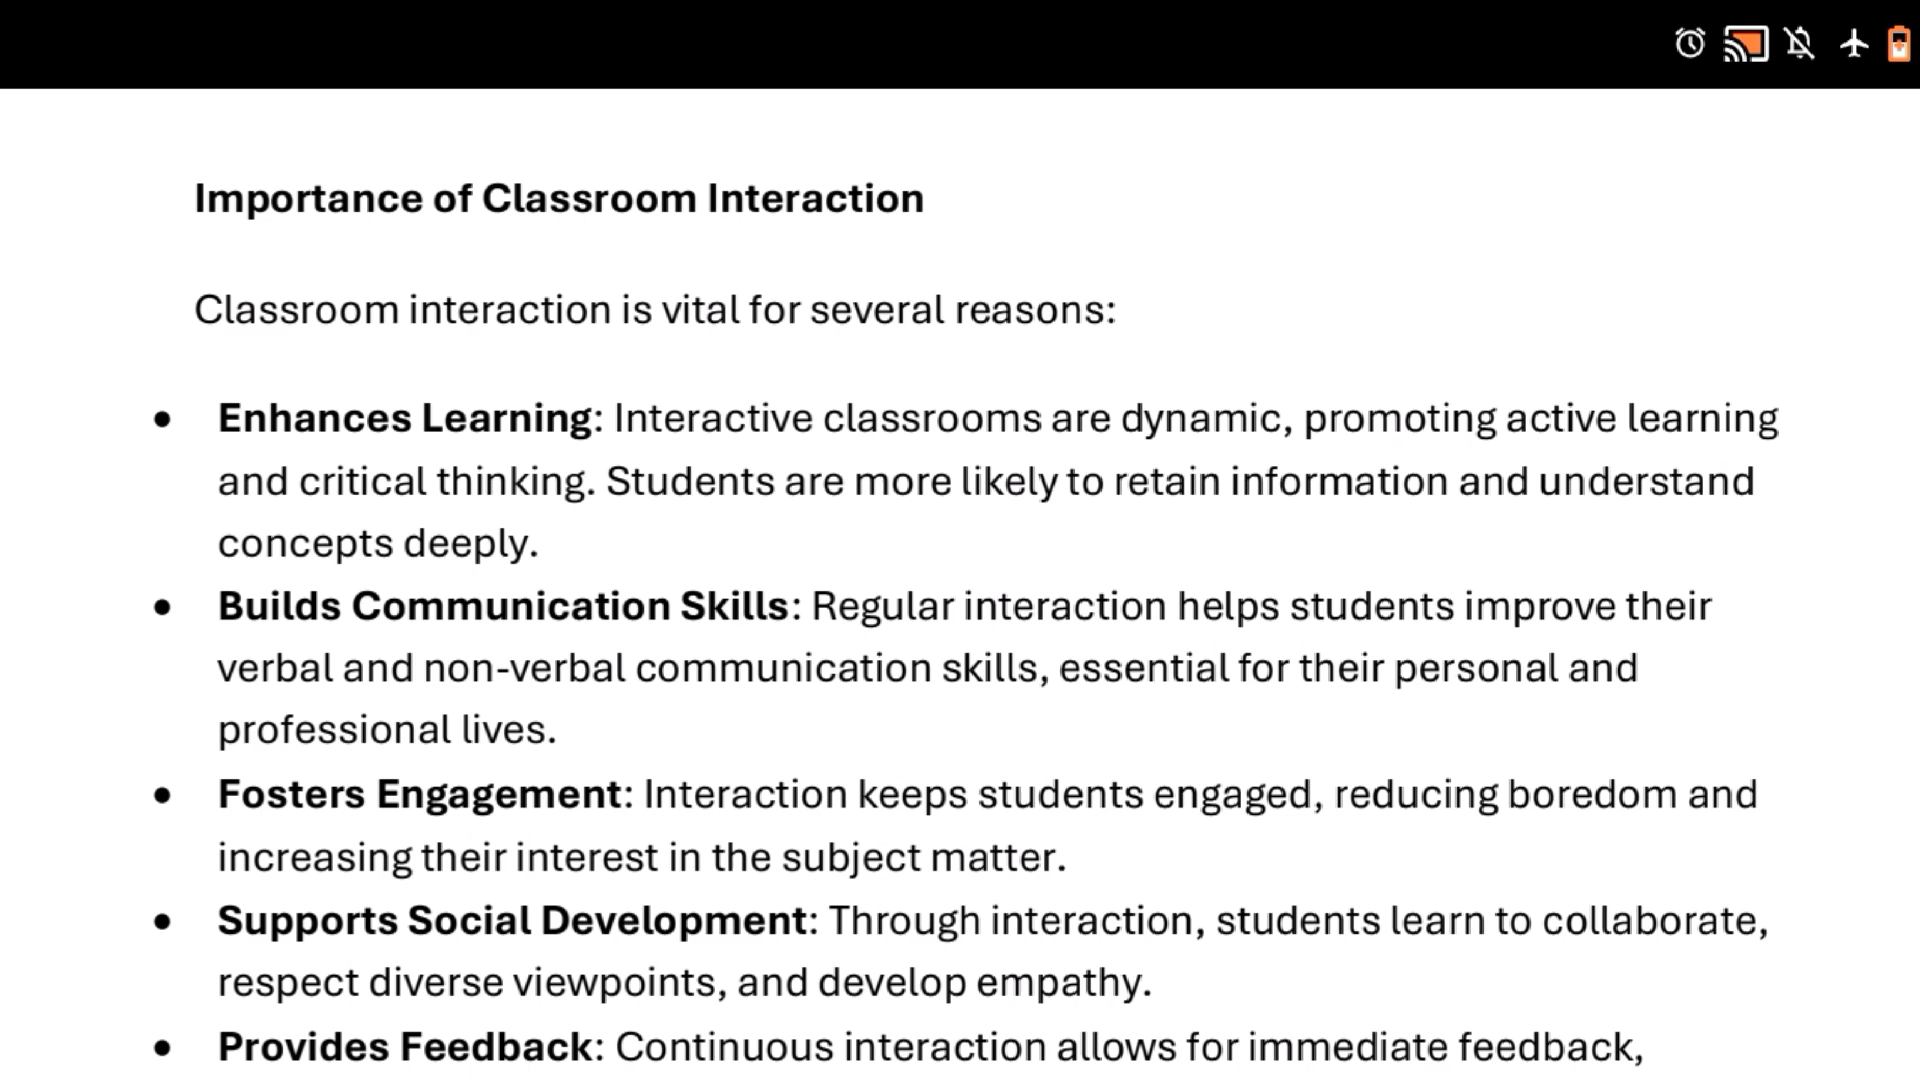 Importance of Classroom Interaction
Classroom interaction is vital for several reasons:
• Enhances Learning: Interactive classrooms are dynamic, promoting active learning
and critical thinking. Students are more likely to retain information and understand
concepts deeply.
• Builds Communication Skills: Regular interaction helps students improve their
verbal and non-verbal communication skills, essential for their personal and
professional lives.
• Fosters Engagement: Interaction keeps students engaged, reducing boredom and
increasing their interest in the subject matter.
• Supports Social Development: Through interaction, students learn to collaborate,
respect diverse viewpoints, and develop empathy.
• Provides Feedback: Continuous interaction allows for immediate feedback,